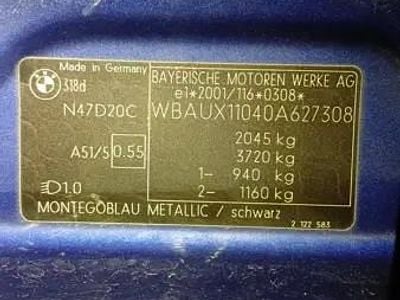 Made in Germany
BMW
318d
N47D20C
A51/5 0.55
1.0
BAYERISCHE MOTOREN WERKE AG
e1*2001/116*0308*
WBAUX11040A627308
2045 kg
3720 kg
1- 940 kg
2- 1160 kg
MONTEGOBLAU METALLIC / schwarz
2 122 583